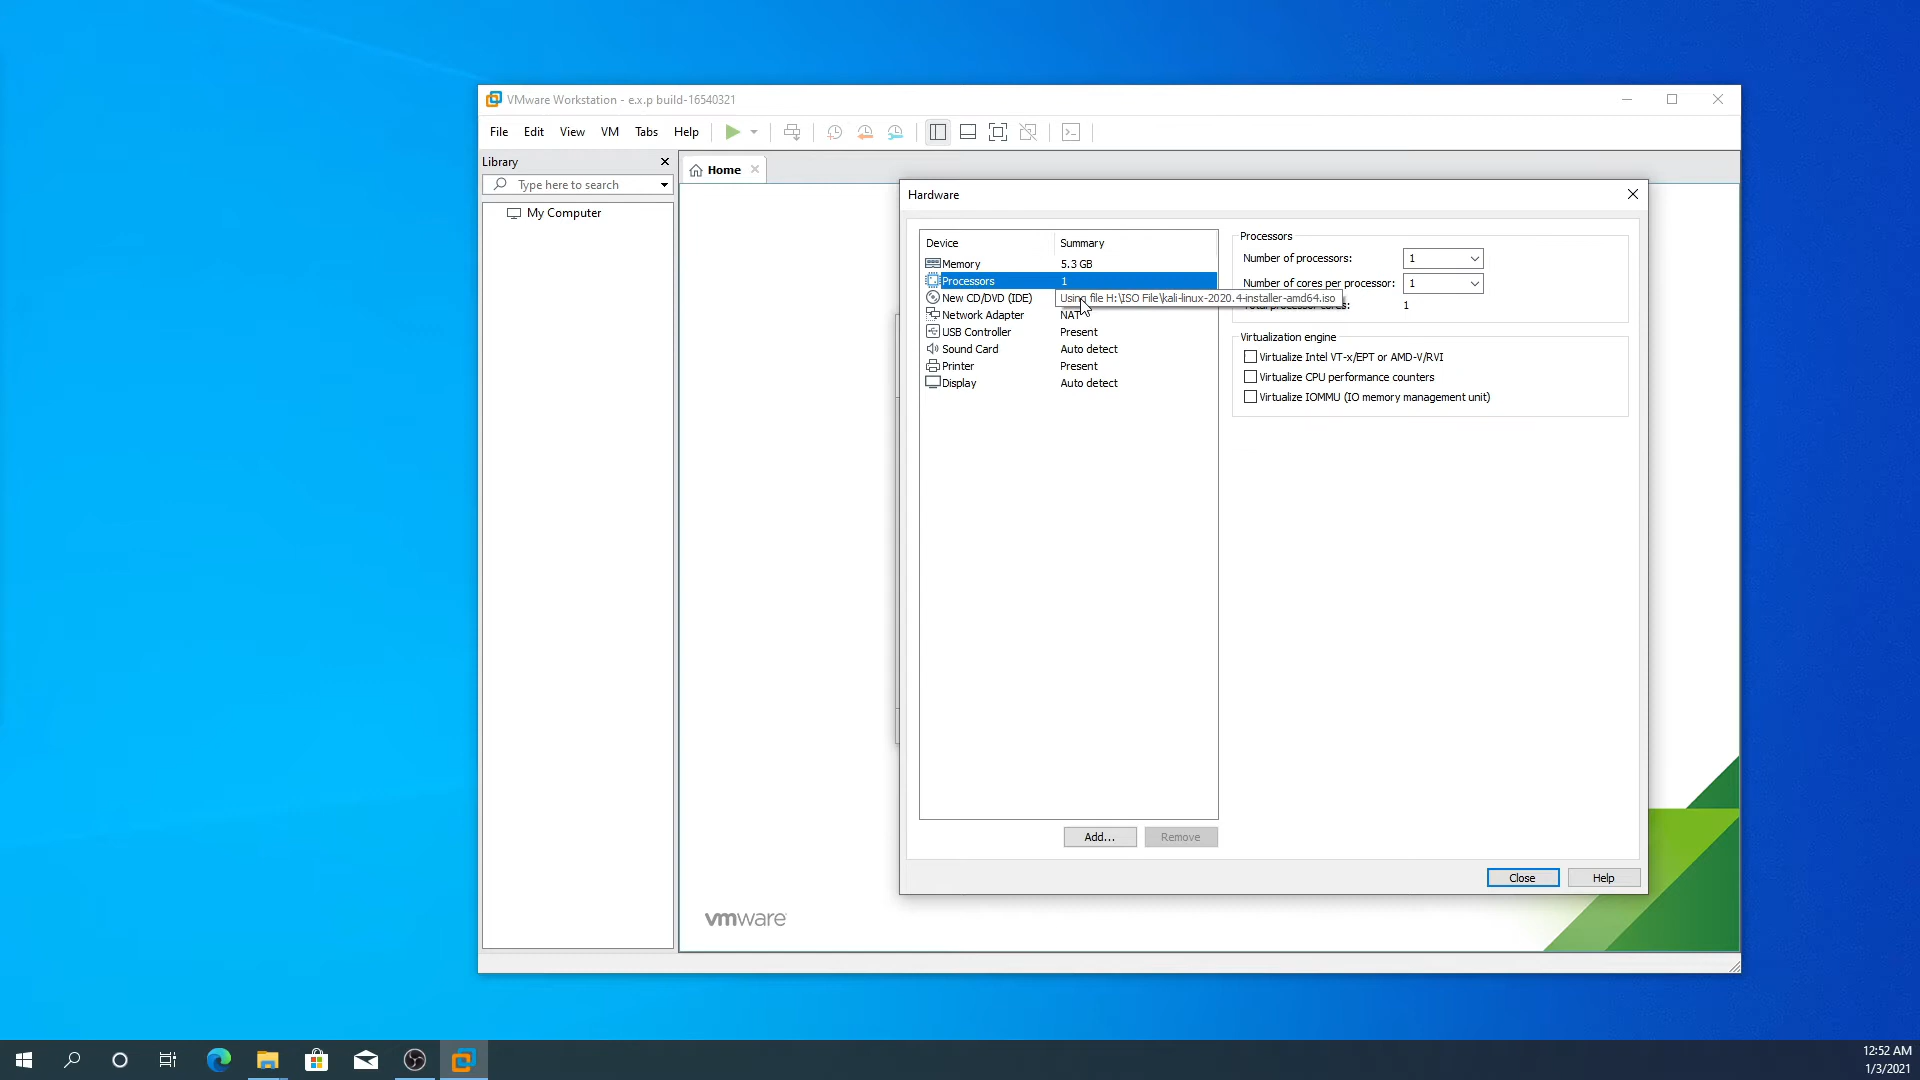 VMware Workstation - e.x.p build-16540321
File Edit View VM Tabs Help
Library
Type here to search
My Computer
Home
Hardware
Device Summary
Memory 5.3 GB
Processors 1
New CD/DVD (IDE) Using file H:\ISO File\kali-linux-2020.4-installer-amd64.iso
Network Adapter NAT
USB Controller Present
Sound Card Auto detect
Printer Present
Display Auto detect
Add... Remove
Processors
Number of processors: 1
Number of cores per processor: 1
1
Virtualization engine
Virtualize Intel VT-x/EPT or AMD-V/RVI
Virtualize CPU performance counters
Virtualize IOMMU (IO memory management unit)
Close Help
vmware
12:52 AM
1/3/2021